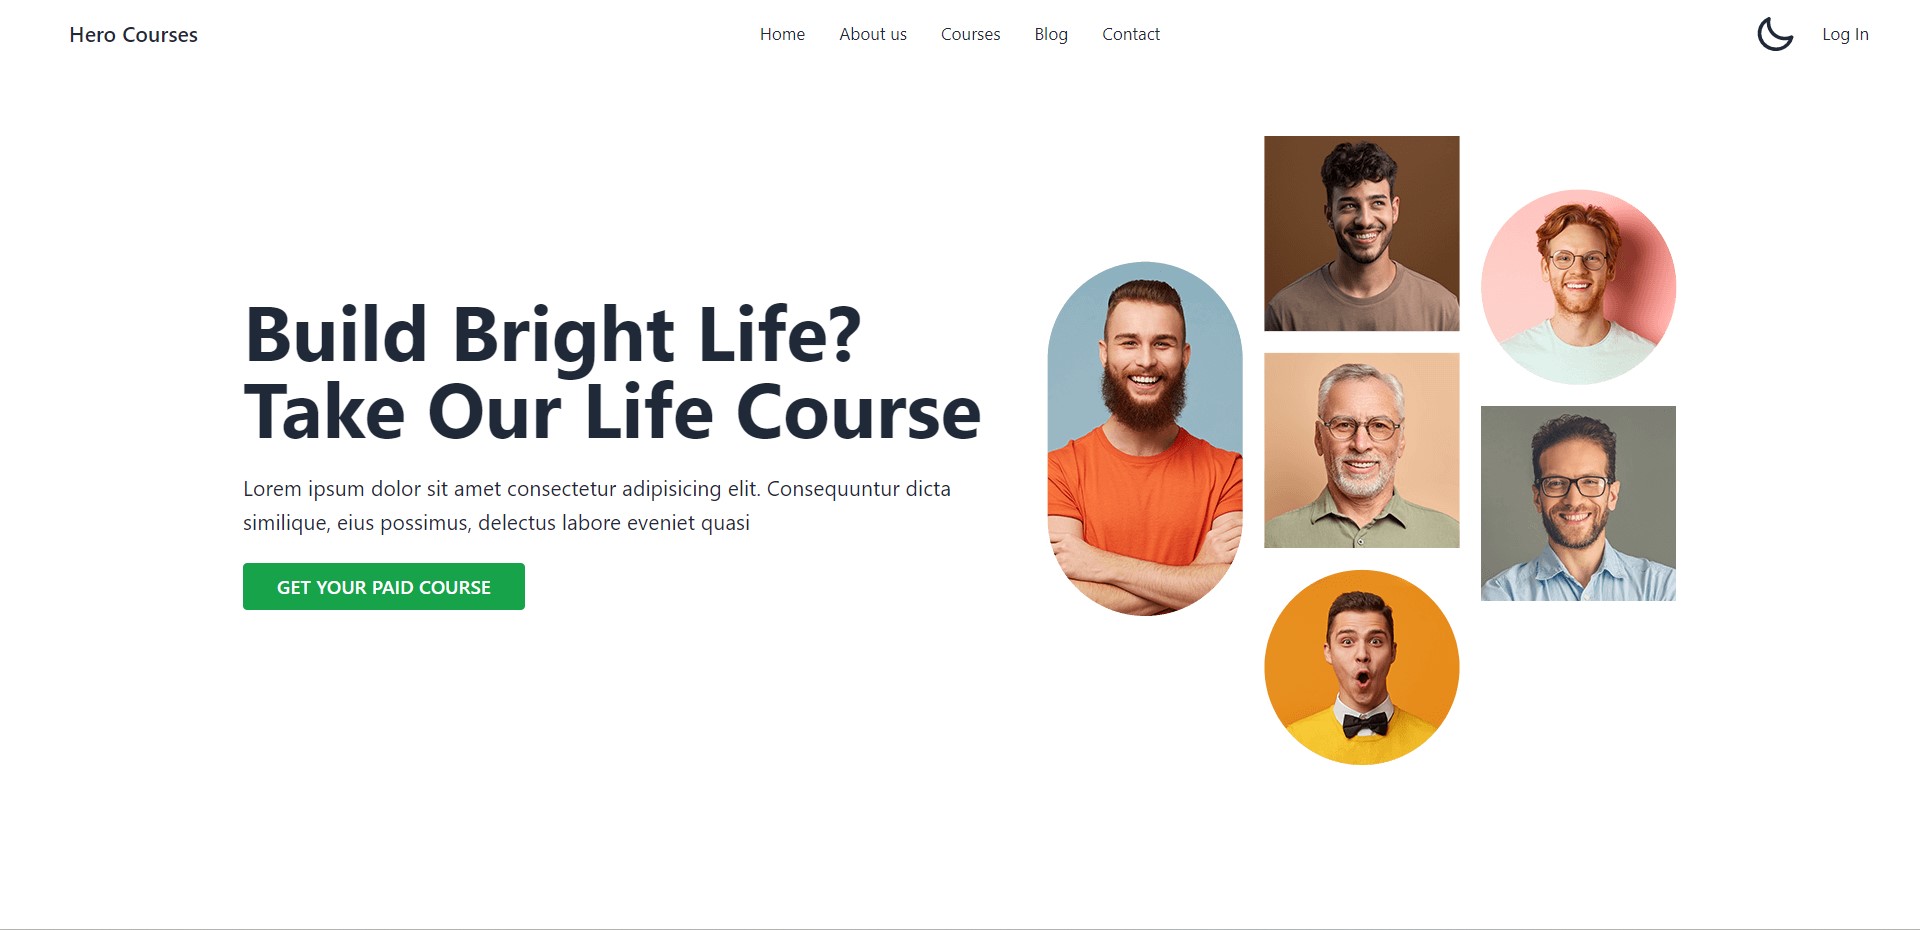 Hero Courses
Home About us Courses Blog Contact
Log In
Build Bright Life?
Take Our Life Course
Lorem ipsum dolor sit amet consectetur adipisicing elit. Consequuntur dicta
similique, eius possimus, delectus labore eveniet quasi
GET YOUR PAID COURSE